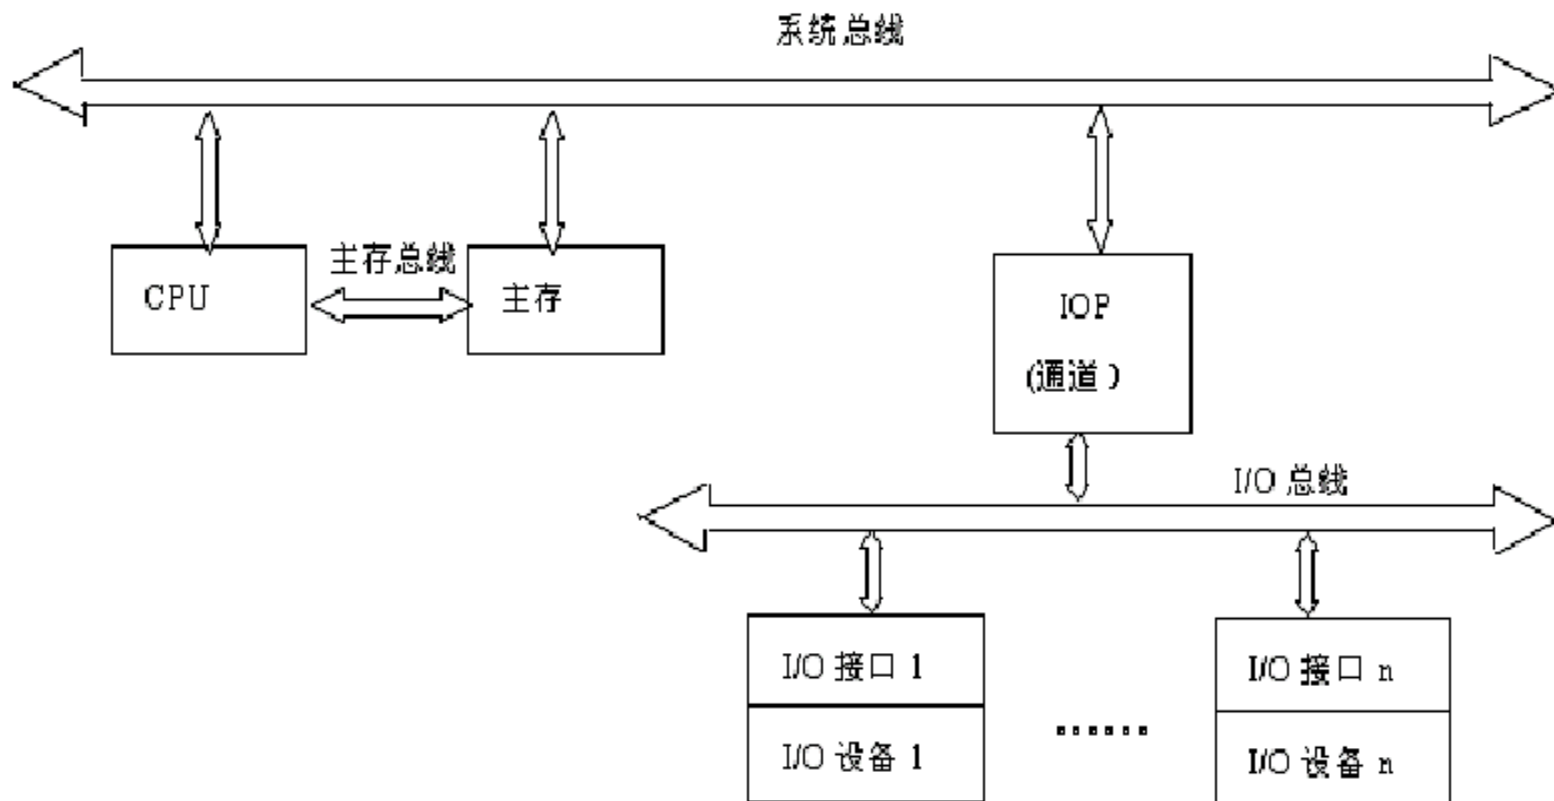 系统总线
主存总线
CPU
主存
IOP
(通道)
I/O 总线
I/O 接口 1
I/O 接口 n
......
I/O 设备 1
I/O 设备 n